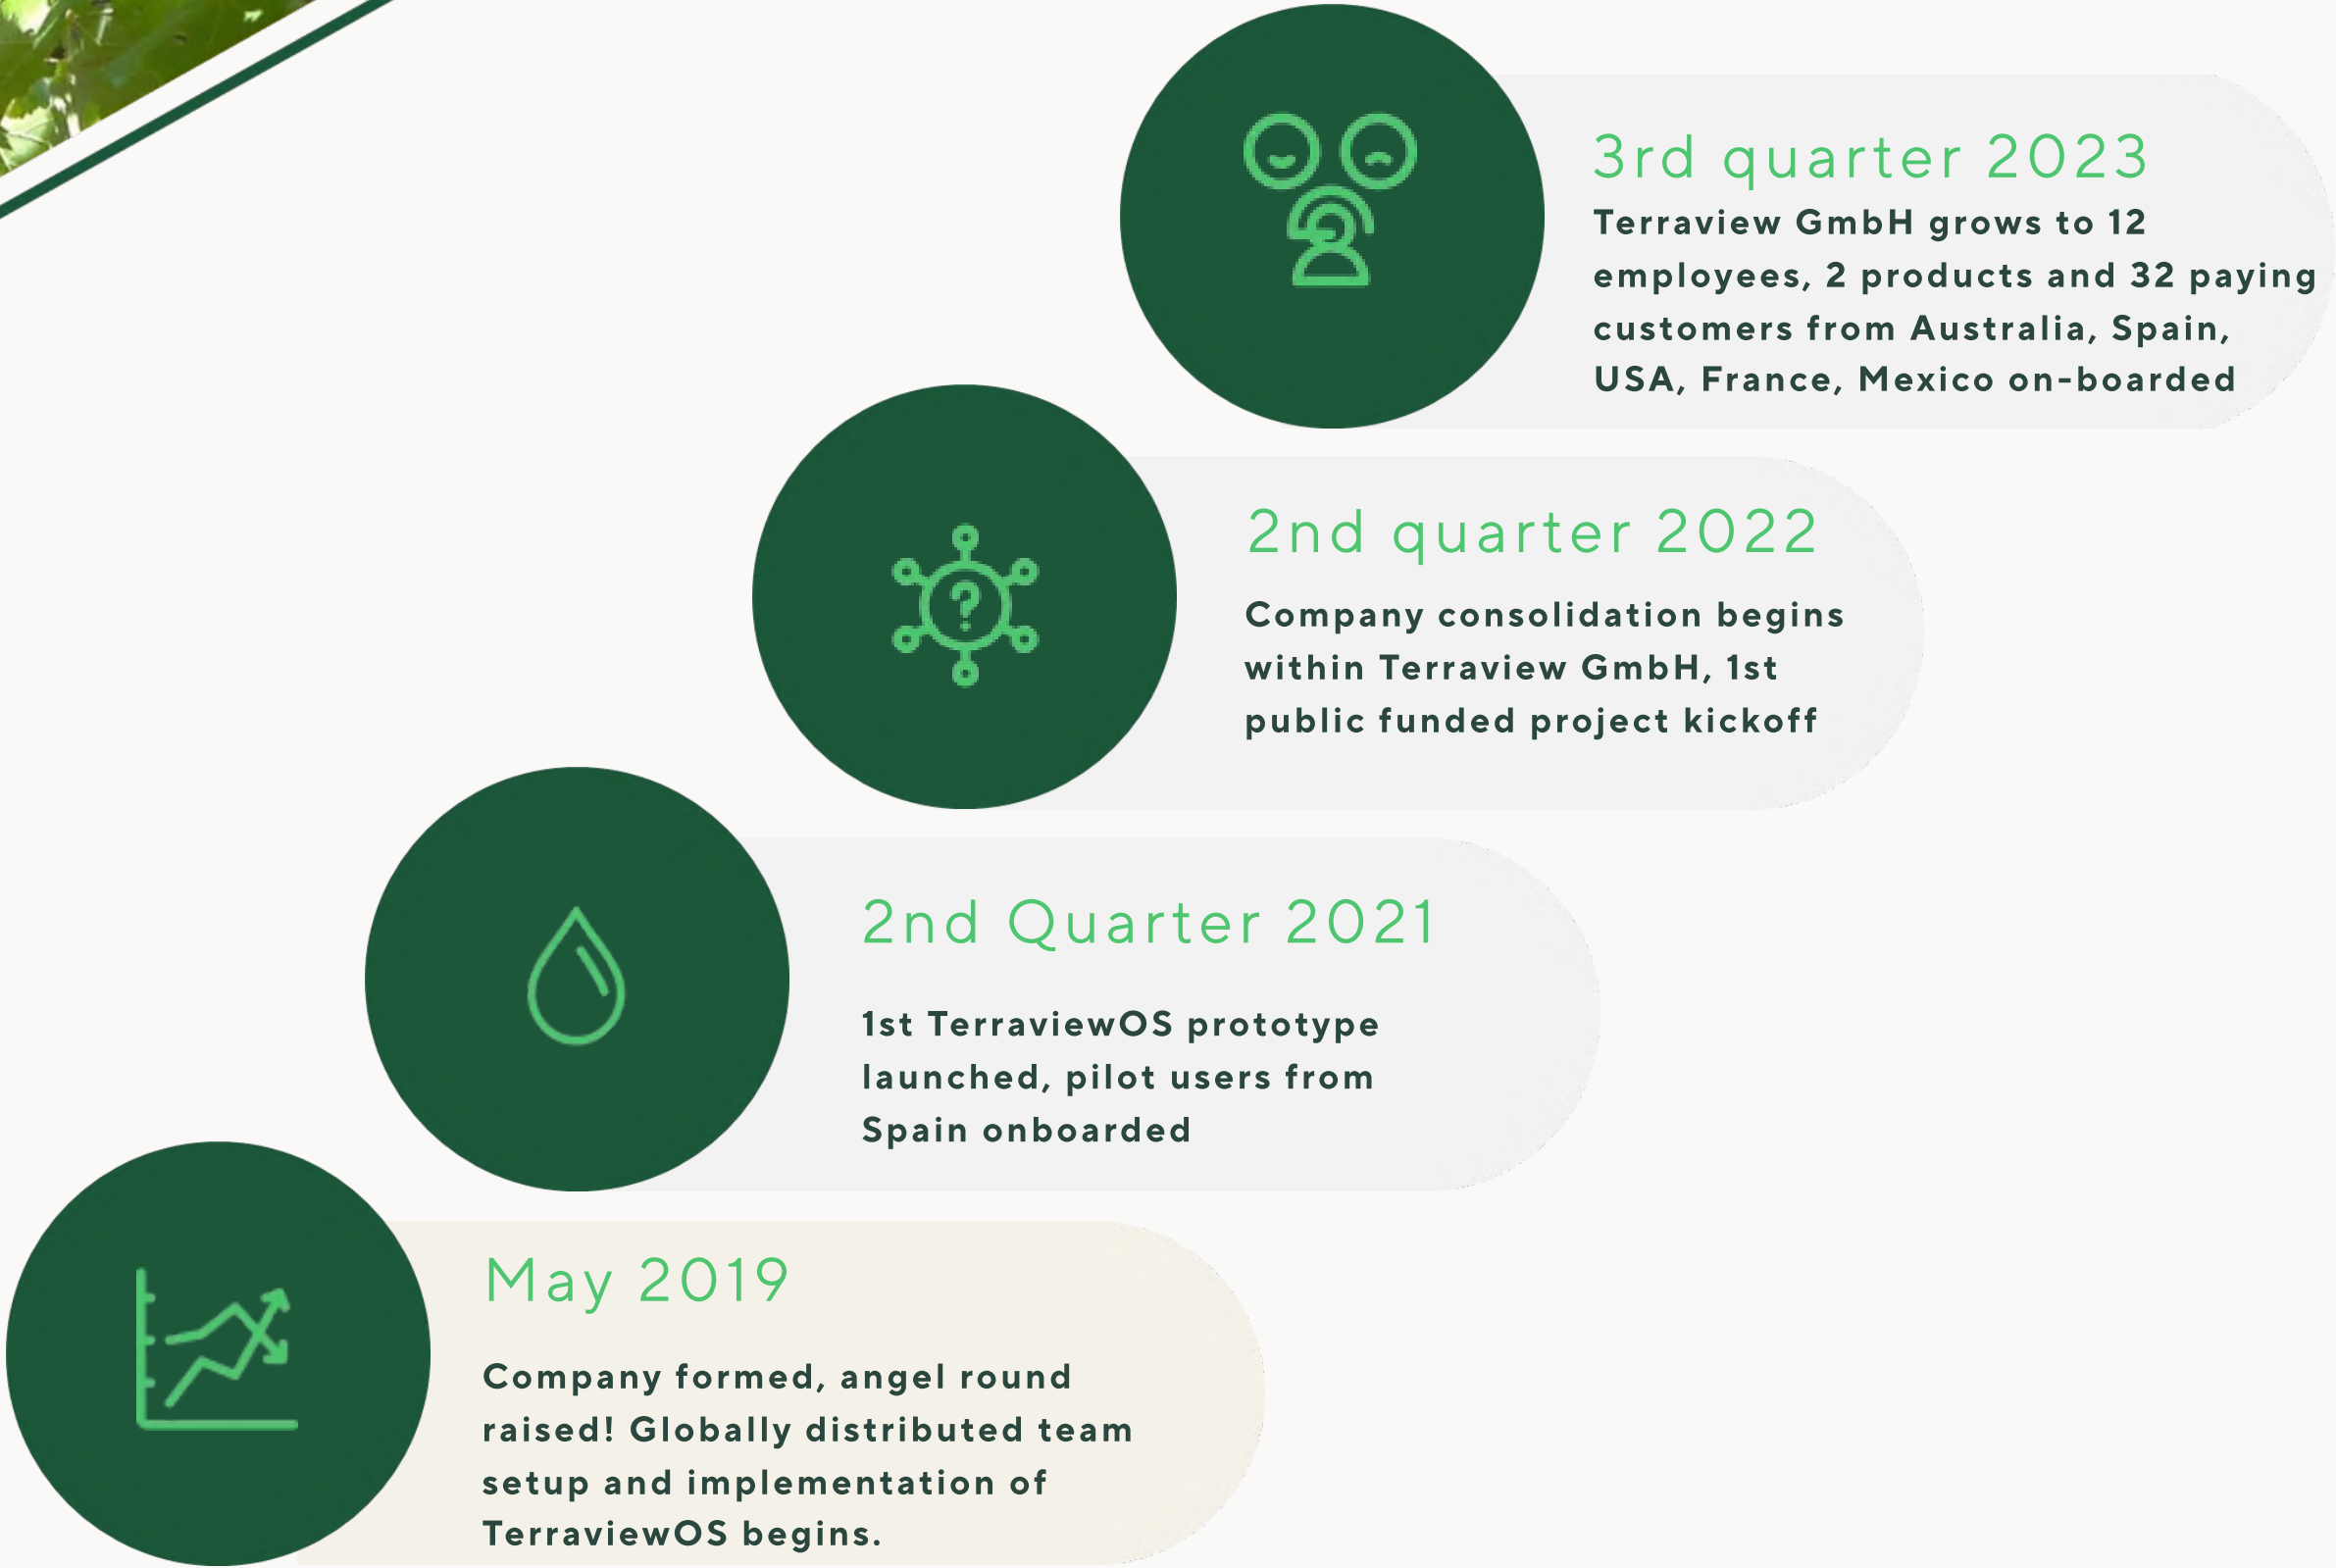 3rd quarter 2023
Terraview GmbH grows to 12
employees, 2 products and 32 paying
customers from Australia, Spain,
USA, France, Mexico on-boarded
2nd quarter 2022
Company consolidation begins
within Terraview GmbH, 1st
public funded project kickoff
2nd Quarter 2021
1st TerraviewOS prototype
launched, pilot users from
Spain onboarded
May 2019
Company formed, angel round
raised! Globally distributed team
setup and implementation of
TerraviewOS begins.